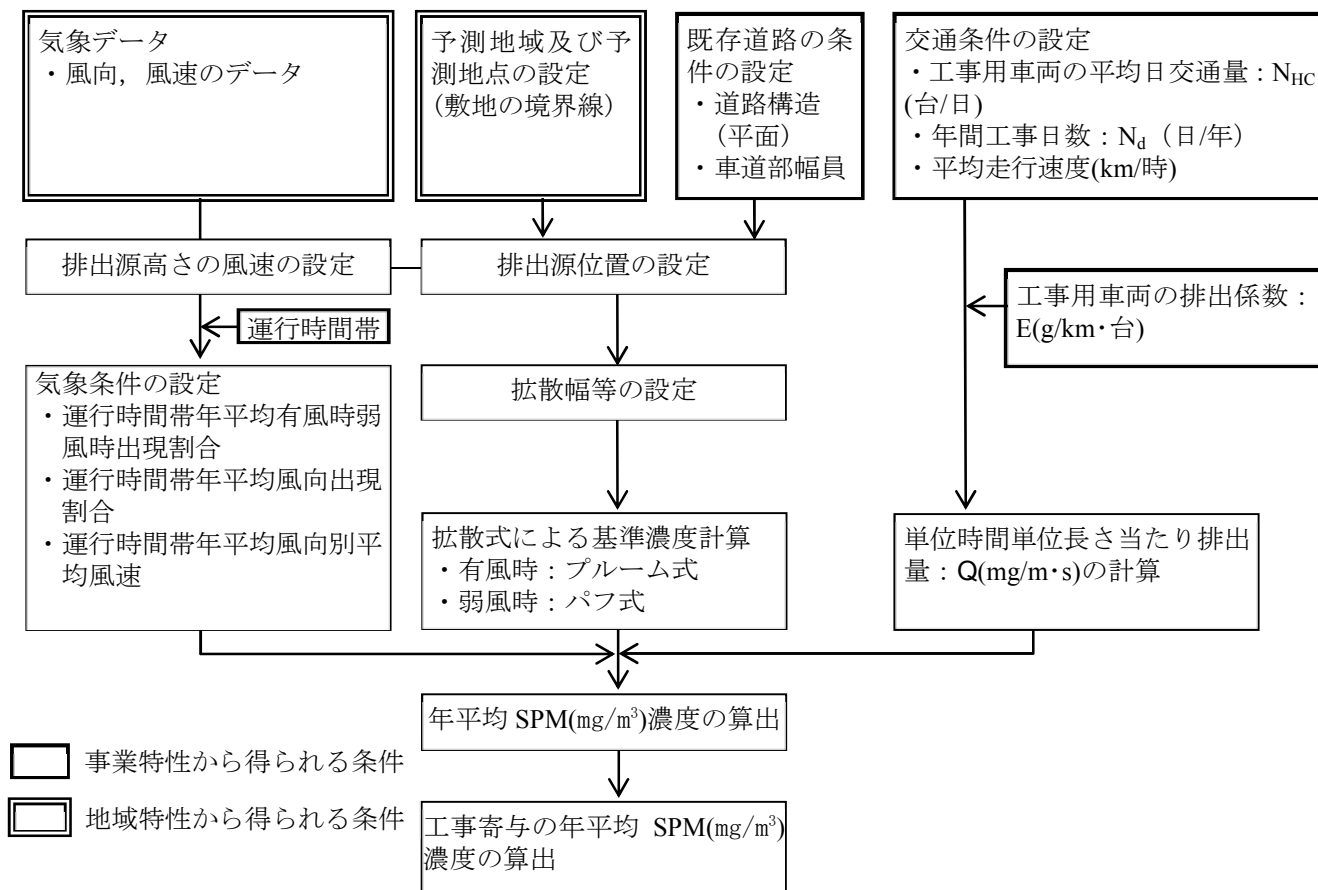 気象データ
・風向，風速のデータ
予測地域及び予
測地点の設定
(敷地の境界線)
既存道路の条
件の設定
・道路構造
（平面）
・車道部幅員
交通条件の設定
・工事用車両の平均日交通量：NHC
(台/日)
・年間工事日数：Nd（日/年）
・平均走行速度(km/時)
排出源高さの風速の設定
排出源位置の設定
運行時間帯
工事用車両の排出係数：
E(g/km･台)
気象条件の設定
・運行時間帯年平均有風時弱
風時出現割合
・運行時間帯年平均風向出現
割合
・運行時間帯年平均風向別平
均風速
拡散幅等の設定
拡散式による基準濃度計算
・有風時：プルーム式
・弱風時：パフ式
単位時間単位長さ当たり排出
量：Q(mg/m･s)の計算
年平均 SPM(mg/m³)濃度の算出
事業特性から得られる条件
地域特性から得られる条件
工事寄与の年平均 SPM(mg/m³)
濃度の算出